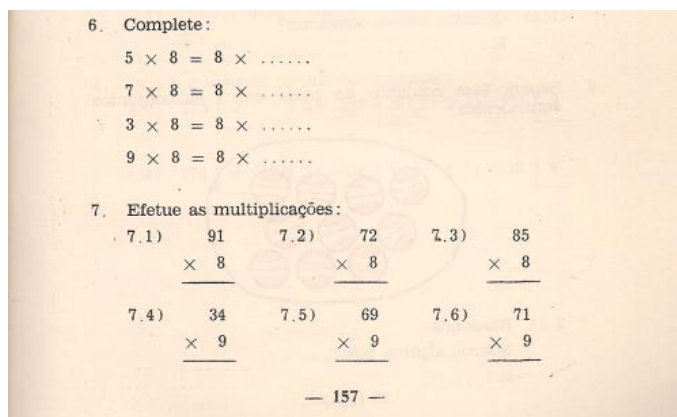 6. Complete:
5 × 8 = 8 × ......
7 × 8 = 8 × ......
3 × 8 = 8 × ......
9 × 8 = 8 × ......
7. Efetue as multiplicações:
7.1) 91 7.2) 72 7.3) 85
× 8 × 8 × 8
7.4) 34 7.5) 69 7.6) 71
× 9 × 9 × 9
— 157 —